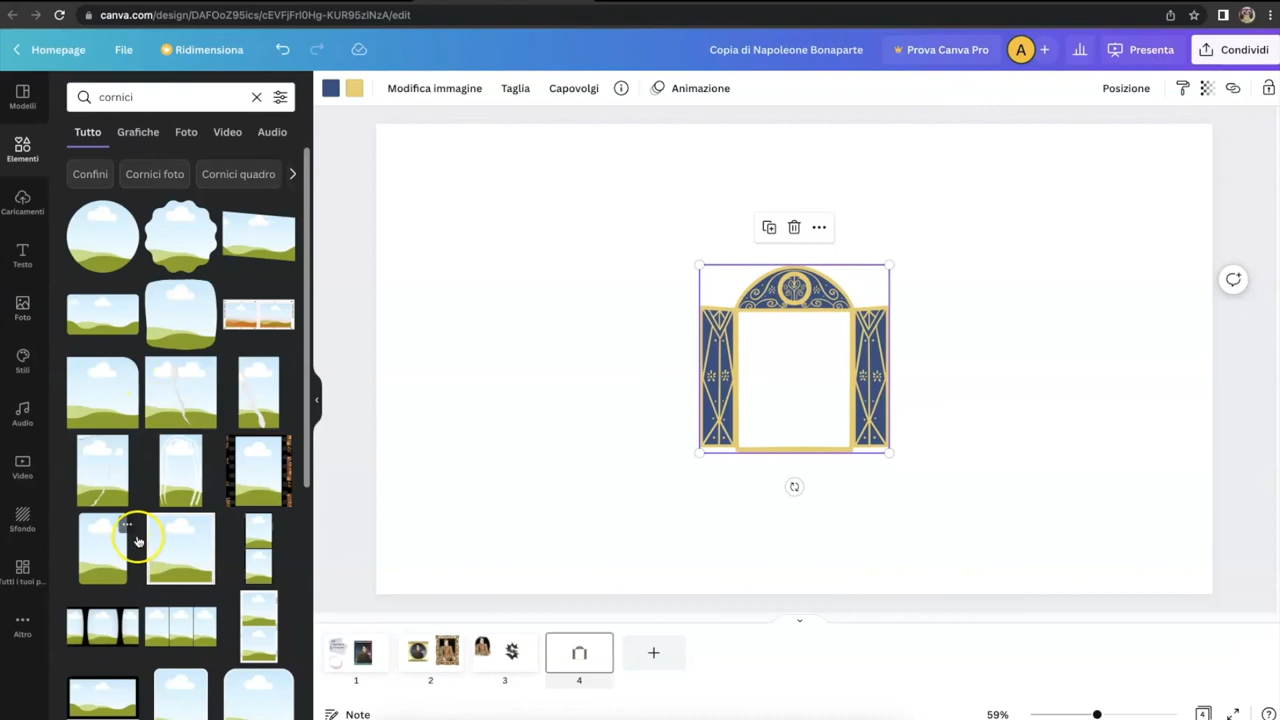 canva.com/design/DAFOoZ95ics/cEVFjFrl0Hg-KUR95zlNzA/edit
Homepage File Ridimensiona Copia di Napoleone Bonaparte Prova Canva Pro A Presenta Condividi
Modelli
Elementi
Caricamenti
Testo
Foto
Stili
Audio
Video
Sfondo
Tutti i tuoi p...
Altro
cornici
Tutto Grafiche Foto Video Audio
Confini Cornici foto Cornici quadro
Modifica immagine Taglia Capovolgi Animazione Posizione
1 2 3 4
Note 59% 4